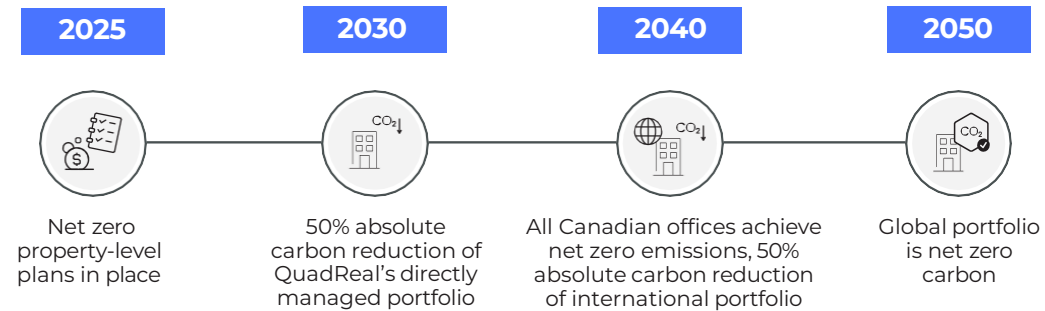 2025
2030
2040
2050
$
CO₂
CO₂
CO₂
Net zero
property-level
plans in place
50% absolute
carbon reduction of
QuadReal's directly
managed portfolio
All Canadian offices achieve
net zero emissions, 50%
absolute carbon reduction
of international portfolio
Global portfolio
is net zero
carbon